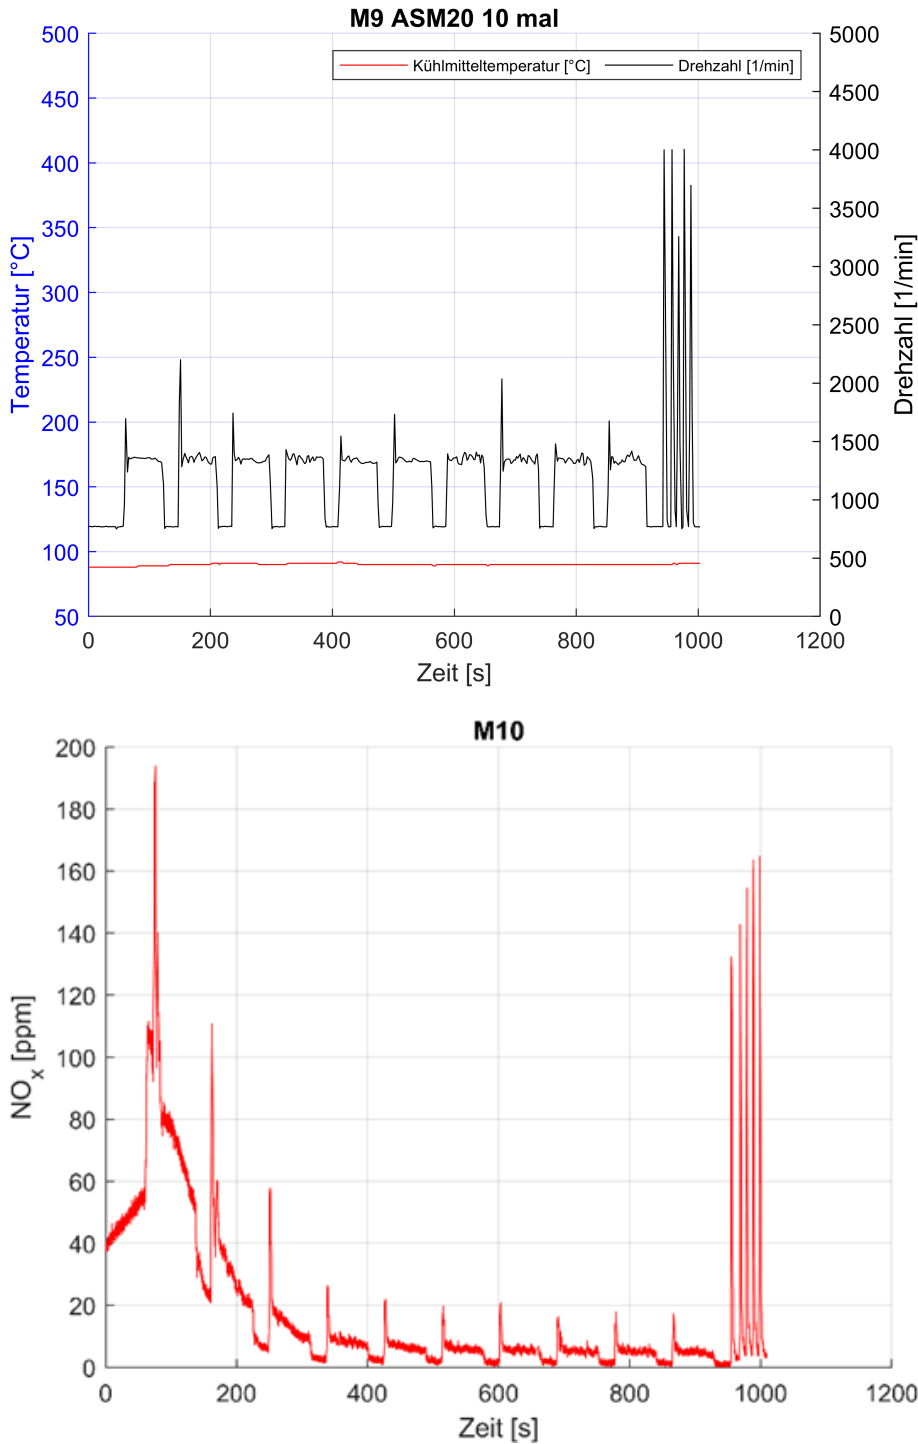 M9 ASM20 10 mal
Kühlmitteltemperatur [°C] Drehzahl [1/min]
500 5000
450 4500
400 4000
350 3500
300 3000
250 2500
200 2000
150 1500
100 1000
50 500
0
Temperatur [°C]
Drehzahl [1/min]
0 200 400 600 800 1000 1200
Zeit [s]
M10
200
180
160
140
120
100
80
60
40
20
0
NOx [ppm]
0 200 400 600 800 1000 1200
Zeit [s]